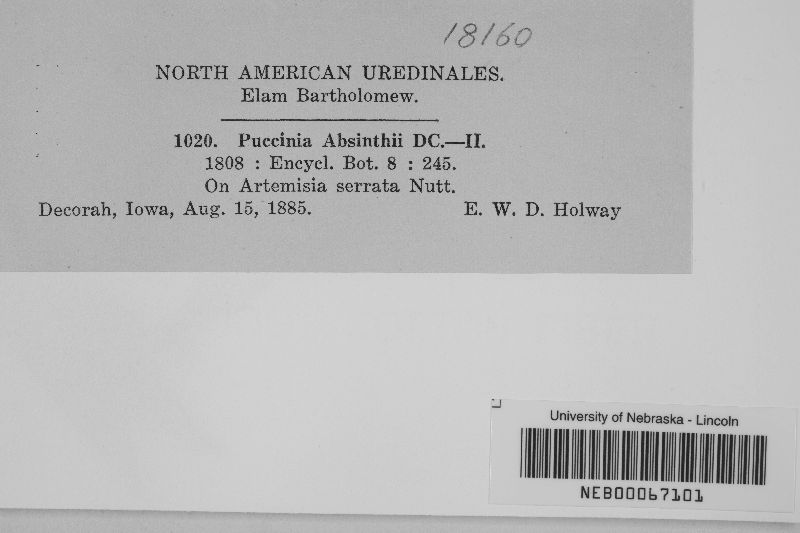 18160
NORTH AMERICAN UREDINALES.
Elam Bartholomew.
1020. Puccinia Absinthii DC.—II.
1808 : Encycl. Bot. 8 : 245.
On Artemisia serrata Nutt.
Decorah, Iowa, Aug. 15, 1885. E. W. D. Holway
University of Nebraska - Lincoln
NEB00067101